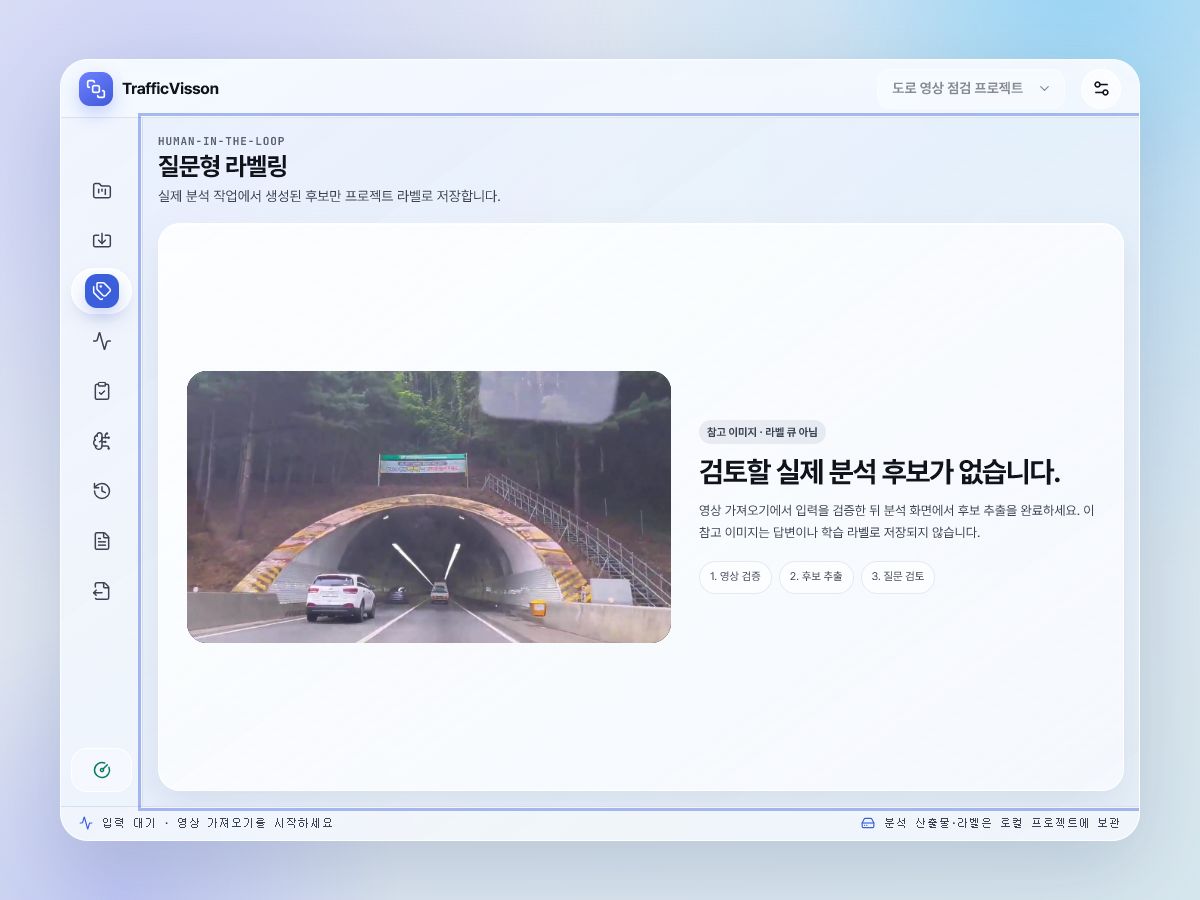 TrafficVisson
도로 영상 점검 프로젝트
HUMAN-IN-THE-LOOP
질문형 라벨링
실제 분석 작업에서 생성된 후보만 프로젝트 라벨로 저장합니다.
참고 이미지 · 라벨 큐 아님
검토할 실제 분석 후보가 없습니다.
영상 가져오기에서 입력을 검증한 뒤 분석 화면에서 후보 추출을 완료하세요. 이
참고 이미지는 답변이나 학습 라벨로 저장되지 않습니다.
1. 영상 검증
2. 후보 추출
3. 질문 검토
입력 대기 · 영상 가져오기를 시작하세요
분석 산출물·라벨은 로컬 프로젝트에 보관